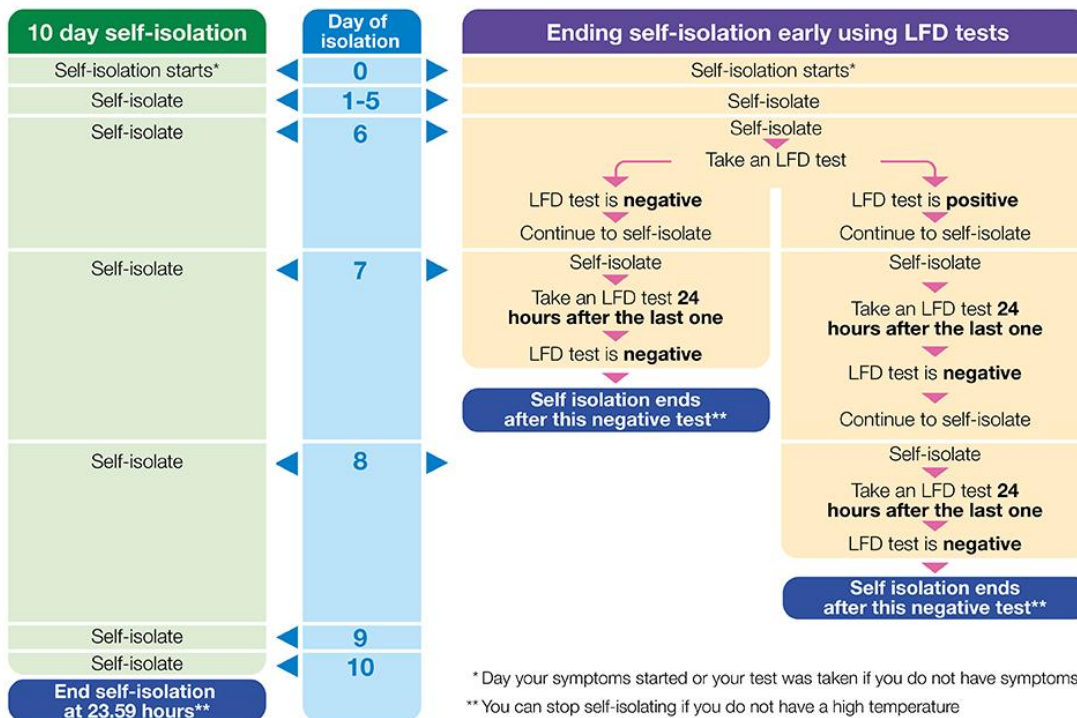 10 day self-isolation
Day of
isolation
Ending self-isolation early using LFD tests
Self-isolation starts*
0
Self-isolation starts*
Self-isolate
1-5
Self-isolate
Self-isolate
6
Self-isolate
Take an LFD test
LFD test is negative
Continue to self-isolate
LFD test is positive
Continue to self-isolate
Self-isolate
7
Self-isolate
Take an LFD test 24
hours after the last one
LFD test is negative
Self isolation ends
after this negative test**
Self-isolate
Take an LFD test 24
hours after the last one
LFD test is negative
Continue to self-isolate
Self-isolate
8
Self-isolate
Take an LFD test 24
hours after the last one
LFD test is negative
Self isolation ends
after this negative test**
Self-isolate
9
Self-isolate
10
End self-isolation
at 23.59 hours**
* Day your symptoms started or your test was taken if you do not have symptoms
** You can stop self-isolating if you do not have a high temperature